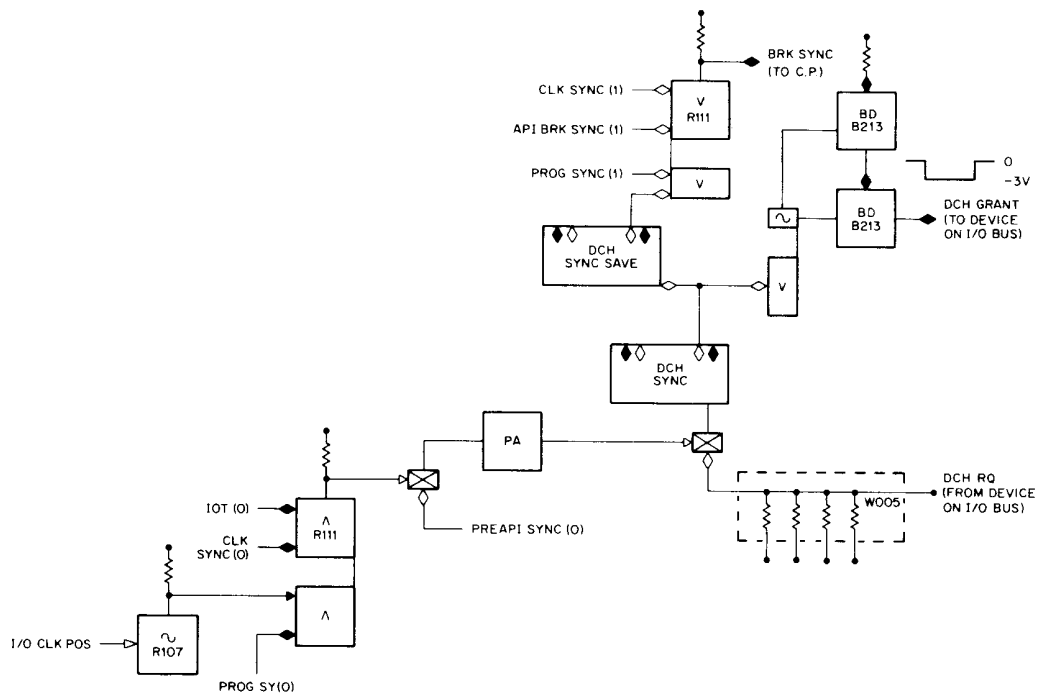 BRK SYNC
(TO C.P.)
CLK SYNC (1)
V
R111
BD
B213
API BRK SYNC (1)
0
-3V
PROG SYNC (1)
V
DCH GRANT
(TO DEVICE
ON I/O BUS)
BD
B213
DCH
SYNC SAVE
V
DCH
SYNC
PA
DCH RQ
(FROM DEVICE
ON I/O BUS)
W005
IOT (0)
Λ
R111
PREAPI SYNC (0)
CLK
SYNC (0)
Λ
I/O CLK POS
R107
PROG SY (0)